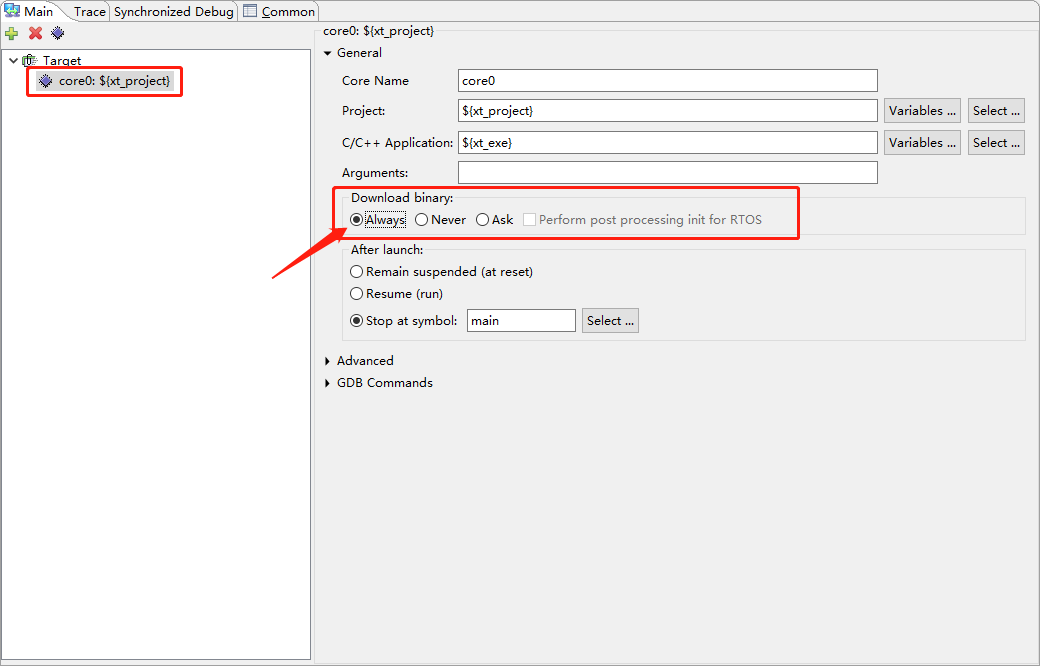 Main Trace Synchronized Debug Common
core0: ${xt_project}
General
Target
core0: ${xt_project}
Core Name core0
Project: ${xt_project} Variables ... Select ...
C/C++ Application: ${xt_exe} Variables ... Select ...
Arguments:
Download binary:
Always Never Ask Perform post processing init for RTOS
After launch:
Remain suspended (at reset)
Resume (run)
Stop at symbol: main Select ...
Advanced
GDB Commands